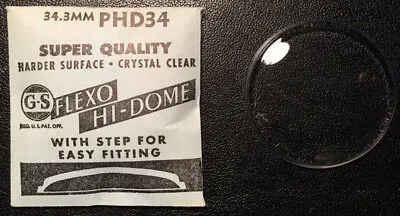 34.3MM PHD34
SUPER QUALITY
HARDER SURFACE • CRYSTAL CLEAR
G-S FLEXO
HI-DOME
REG. U.S. PAT. OFF.
WITH STEP FOR
EASY FITTING